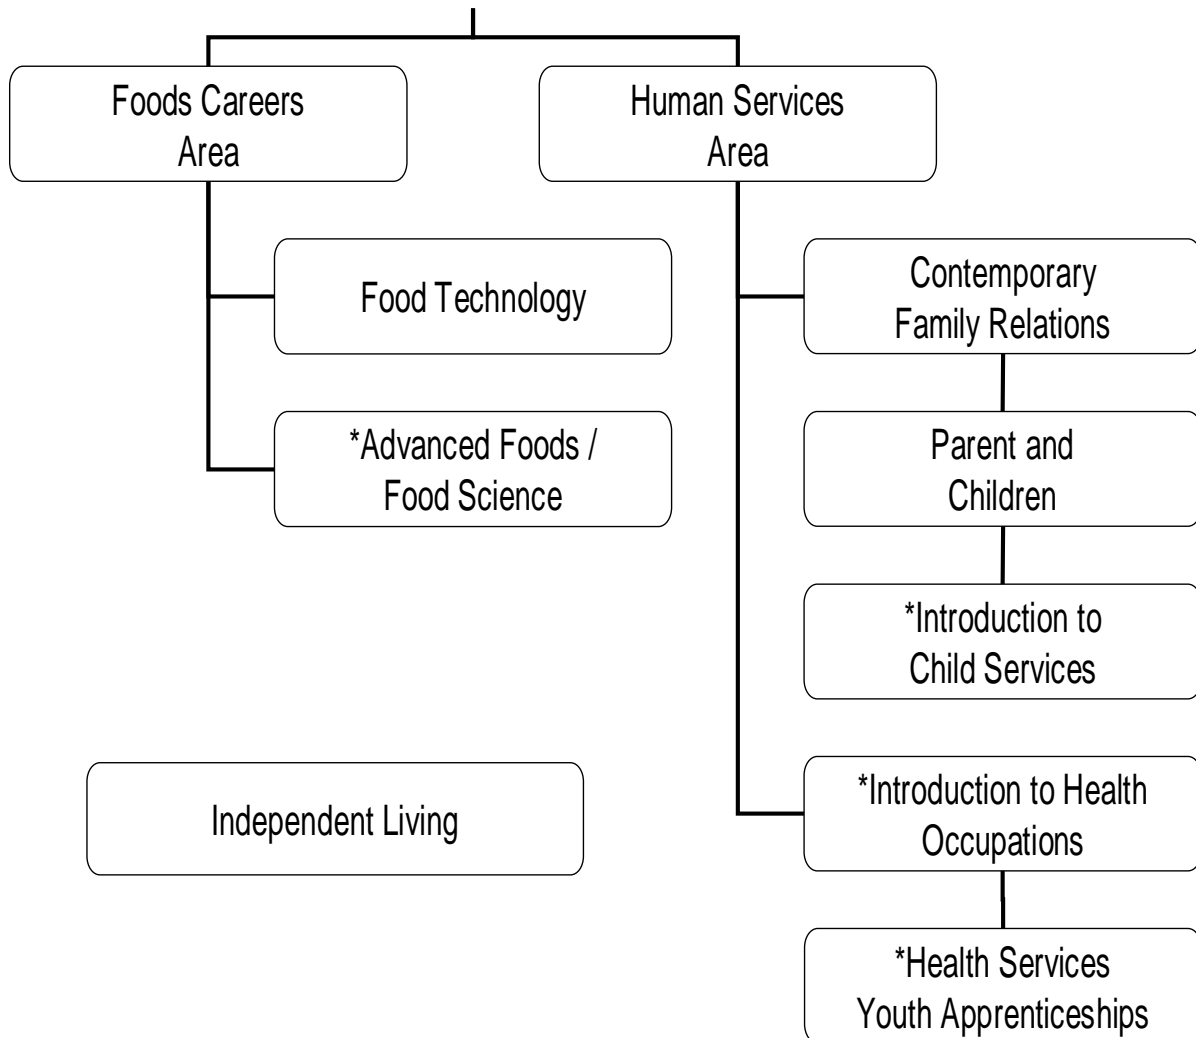 Foods Careers
Area
Human Services
Area
Food Technology
Contemporary
Family Relations
*Advanced Foods /
Food Science
Parent and
Children
*Introduction to
Child Services
Independent Living
*Introduction to Health
Occupations
*Health Services
Youth Apprenticeships